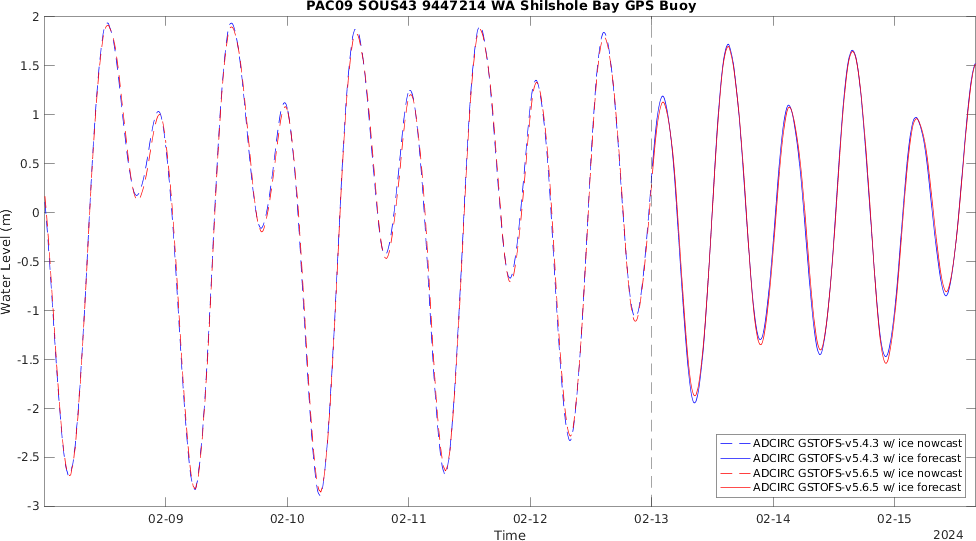 PAC09 SOUS43 9447214 WA Shilshole Bay GPS Buoy
2
1.5
1
0.5
0
-0.5
-1
-1.5
-2
-2.5
-3
Water Level (m)
ADCIRC GSTOFS-v5.4.3 w/ ice nowcast
ADCIRC GSTOFS-v5.4.3 w/ ice forecast
ADCIRC GSTOFS-v5.6.5 w/ ice nowcast
ADCIRC GSTOFS-v5.6.5 w/ ice forecast
02-09 02-10 02-11 02-12 02-13 02-14 02-15
Time
2024